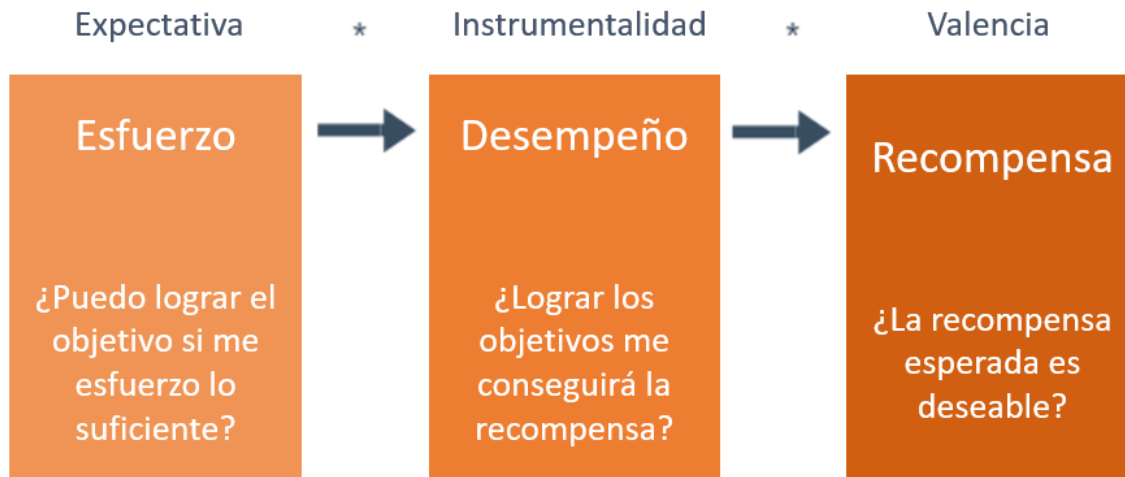 Expectativa * Instrumentalidad * Valencia
Esfuerzo
¿Puedo lograr el
objetivo si me
esfuerzo lo
suficiente?
Desempeño
¿Lograr los
objetivos me
conseguirá la
recompensa?
Recompensa
¿La recompensa
esperada es
deseable?